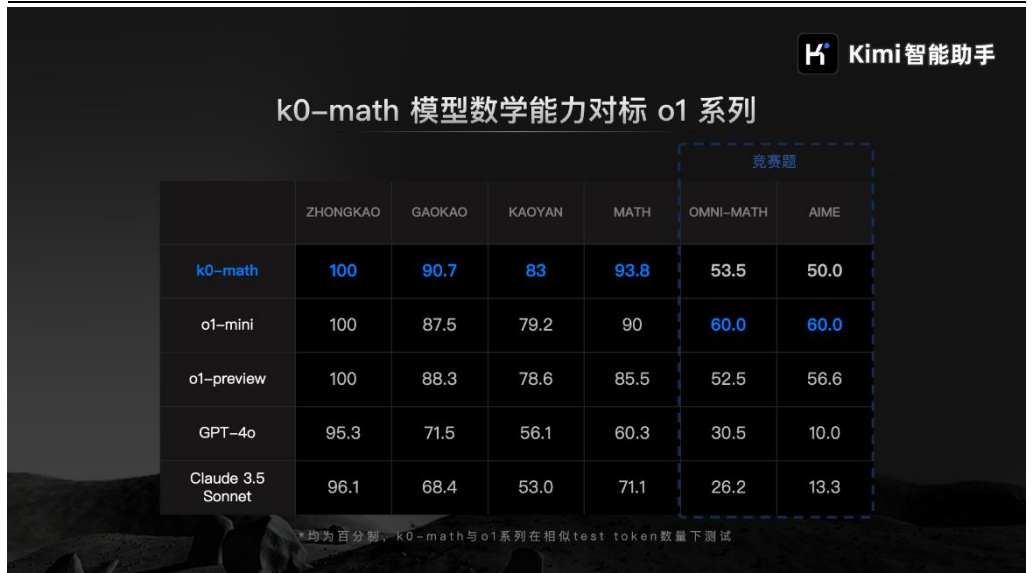 Kimi智能助手
k0-math 模型数学能力对标 o1 系列
竞赛题
ZHONGKAO GAOKAO KAOYAN MATH OMNI-MATH AIME
k0-math 100 90.7 83 93.8 53.5 50.0
o1-mini 100 87.5 79.2 90 60.0 60.0
o1-preview 100 88.3 78.6 85.5 52.5 56.6
GPT-4o 95.3 71.5 56.1 60.3 30.5 10.0
Claude 3.5
Sonnet 96.1 68.4 53.0 71.1 26.2 13.3
*均为百分制，k0-math与o1系列在相似test token数量下测试